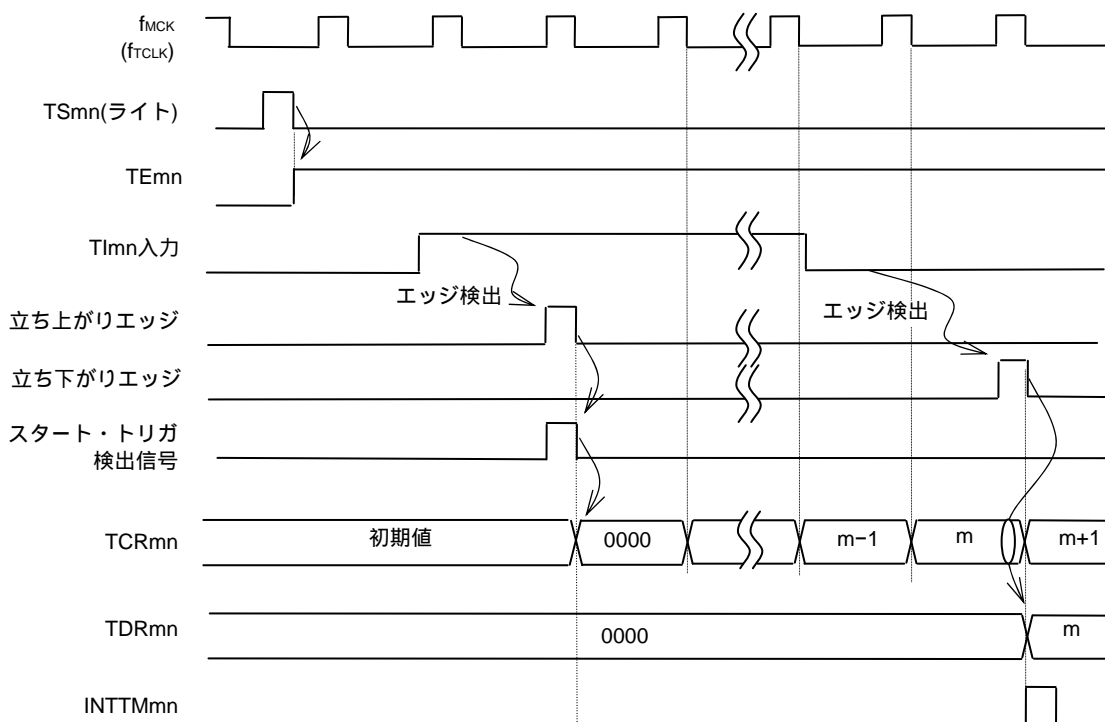 fMCK
(fTCLK)
TSmn(ライト)
TEmn
TImn入力
エッジ検出
エッジ検出
立ち上がりエッジ
立ち下がりエッジ
スタート・トリガ
検出信号
TCRmn
初期値
0000
m−1
m
m+1
TDRmn
0000
m
INTTMmn